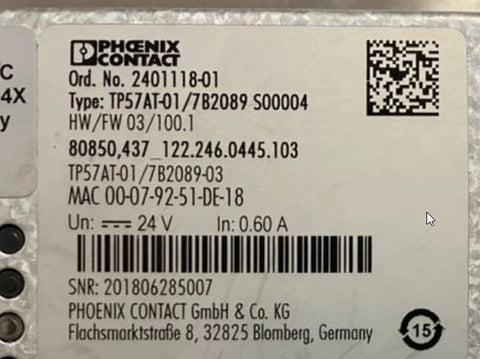 C
4X
y
PHŒNIX
CONTACT
Ord. No. 2401118-01
Type: TP57AT-01/7B2089 S00004
HW/FW 03/100.1
80850,437_122.246.0445.103
TP57AT-01/7B2089-03
MAC 00-07-92-51-DE-18
Un: 24 V In: 0.60 A
SNR: 201806285007
PHOENIX CONTACT GmbH & Co. KG
Flachsmarktstraße 8, 32825 Blomberg, Germany
15